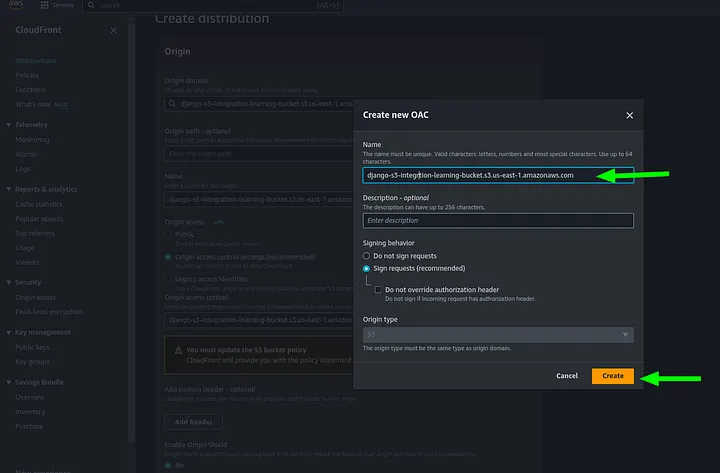 aws
Services
Search
[Alt+S]
CloudFront
Distributions
Policies
Functions
What's new
Telemetry
Monitoring
Alarms
Logs
Reports & analytics
Cache statistics
Popular objects
Top referrers
Usage
Viewers
Security
Origin access
Field-level encryption
Key management
Public keys
Key groups
Savings Bundle
Overview
Inventory
Purchase
Create distribution
Origin
Origin domain
django-s3-integration-learning-bucket.s3.us-east-1.amaz
Origin path - optional
Enter the origin path
Name
django-s3-integration-learning-bucket.s3.us-east-1.amazon
Origin access
Public
Origin access control settings (recommended)
Legacy access identities
Origin access control
django-s3-integration-learning-bucket.s3.us-east-1.amazon
You must update the S3 bucket policy
CloudFront will provide you with the policy statement
Add custom header - optional
Add header
Enable Origin Shield
No
Create new OAC
Name
The name must be unique. Valid characters: letters, numbers and most special characters. Use up to 64
characters.
django-s3-integration-learning-bucket.s3.us-east-1.amazonaws.com
Description - optional
The description can have up to 256 characters.
Enter description
Signing behavior
Do not sign requests
Sign requests (recommended)
Do not override authorization header
Do not sign if incoming request has authorization header.
Origin type
S3
The origin type must be the same type as origin domain.
Cancel
Create